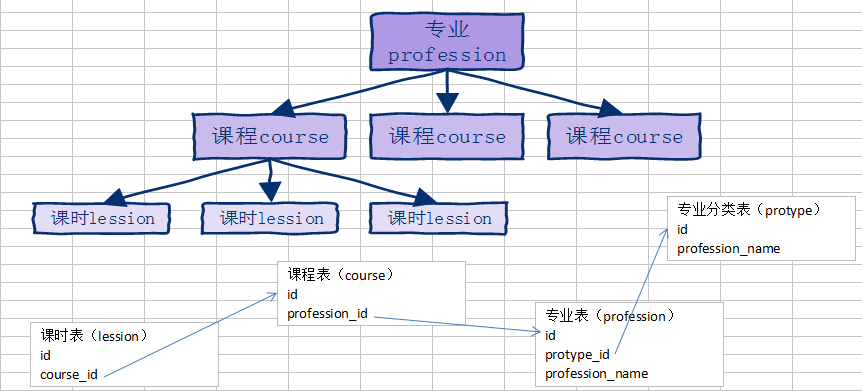 专业
profession
课程course
课程course
课程course
课时lession
课时lession
课时lession
专业分类表（protype）
id
profession_name
课程表（course）
id
profession_id
专业表（profession）
id
protype_id
profession_name
课时表（lession）
id
course_id